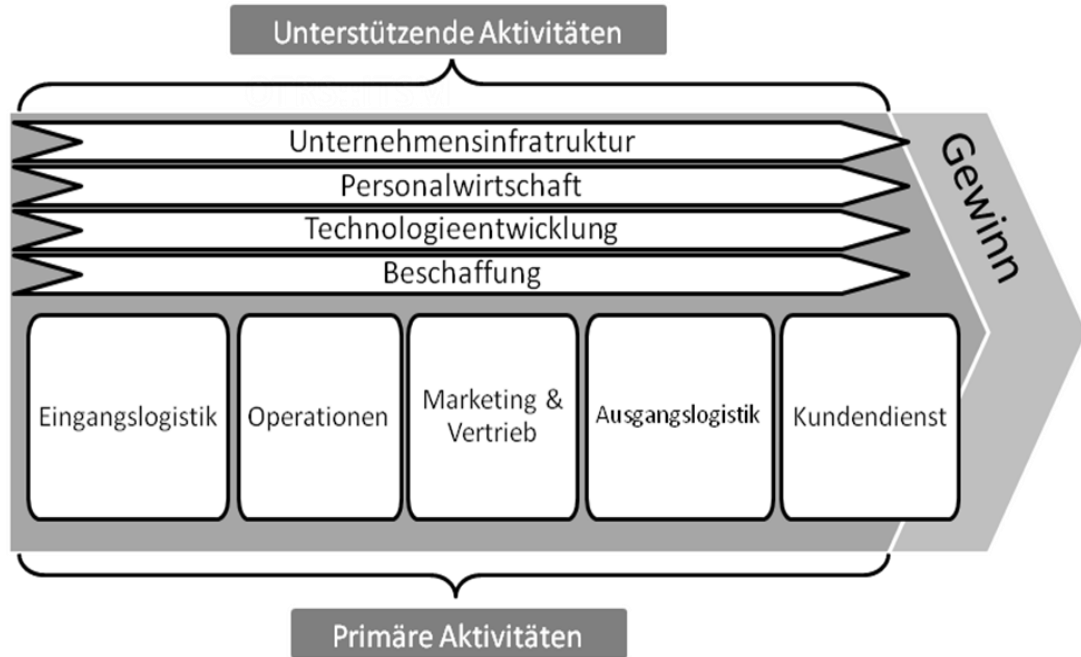 Unterstützende Aktivitäten
Unternehmensinfratruktur
Personalwirtschaft
Technologieentwicklung
Beschaffung
Gewinn
Eingangslogistik
Operationen
Marketing &
Vertrieb
Ausgangslogistik
Kundendienst
Primäre Aktivitäten